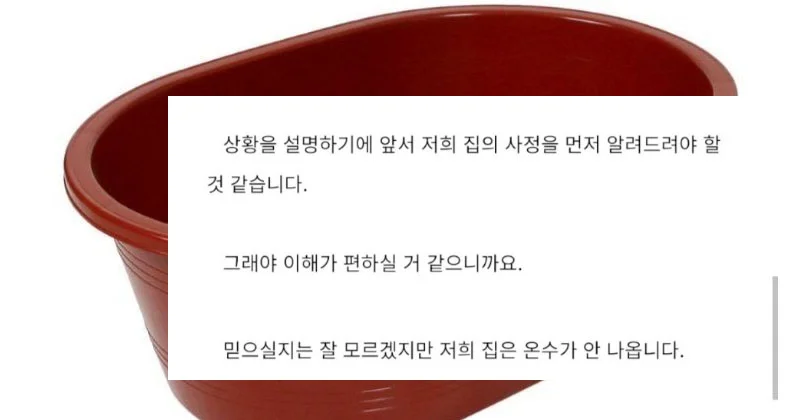 상황을 설명하기에 앞서 저희 집의 사정을 먼저 알려드려야 할
것 같습니다.
그래야 이해가 편하실 거 같으니까요.
믿으실지는 잘 모르겠지만 저희 집은 온수가 안 나옵니다.